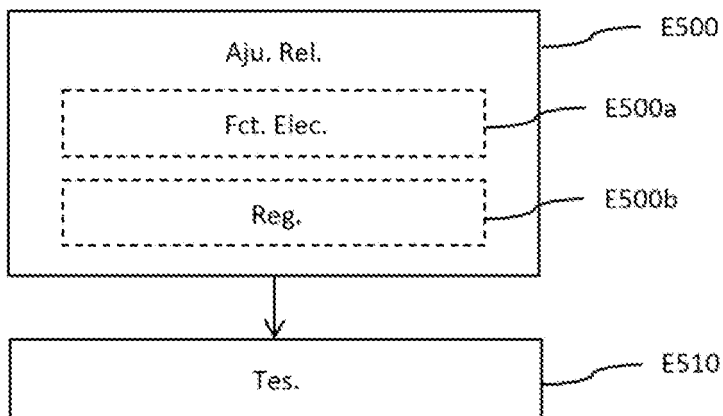 Aju. Rel.
E500
Fct. Elec.
E500a
Reg.
E500b
Tes.
E510